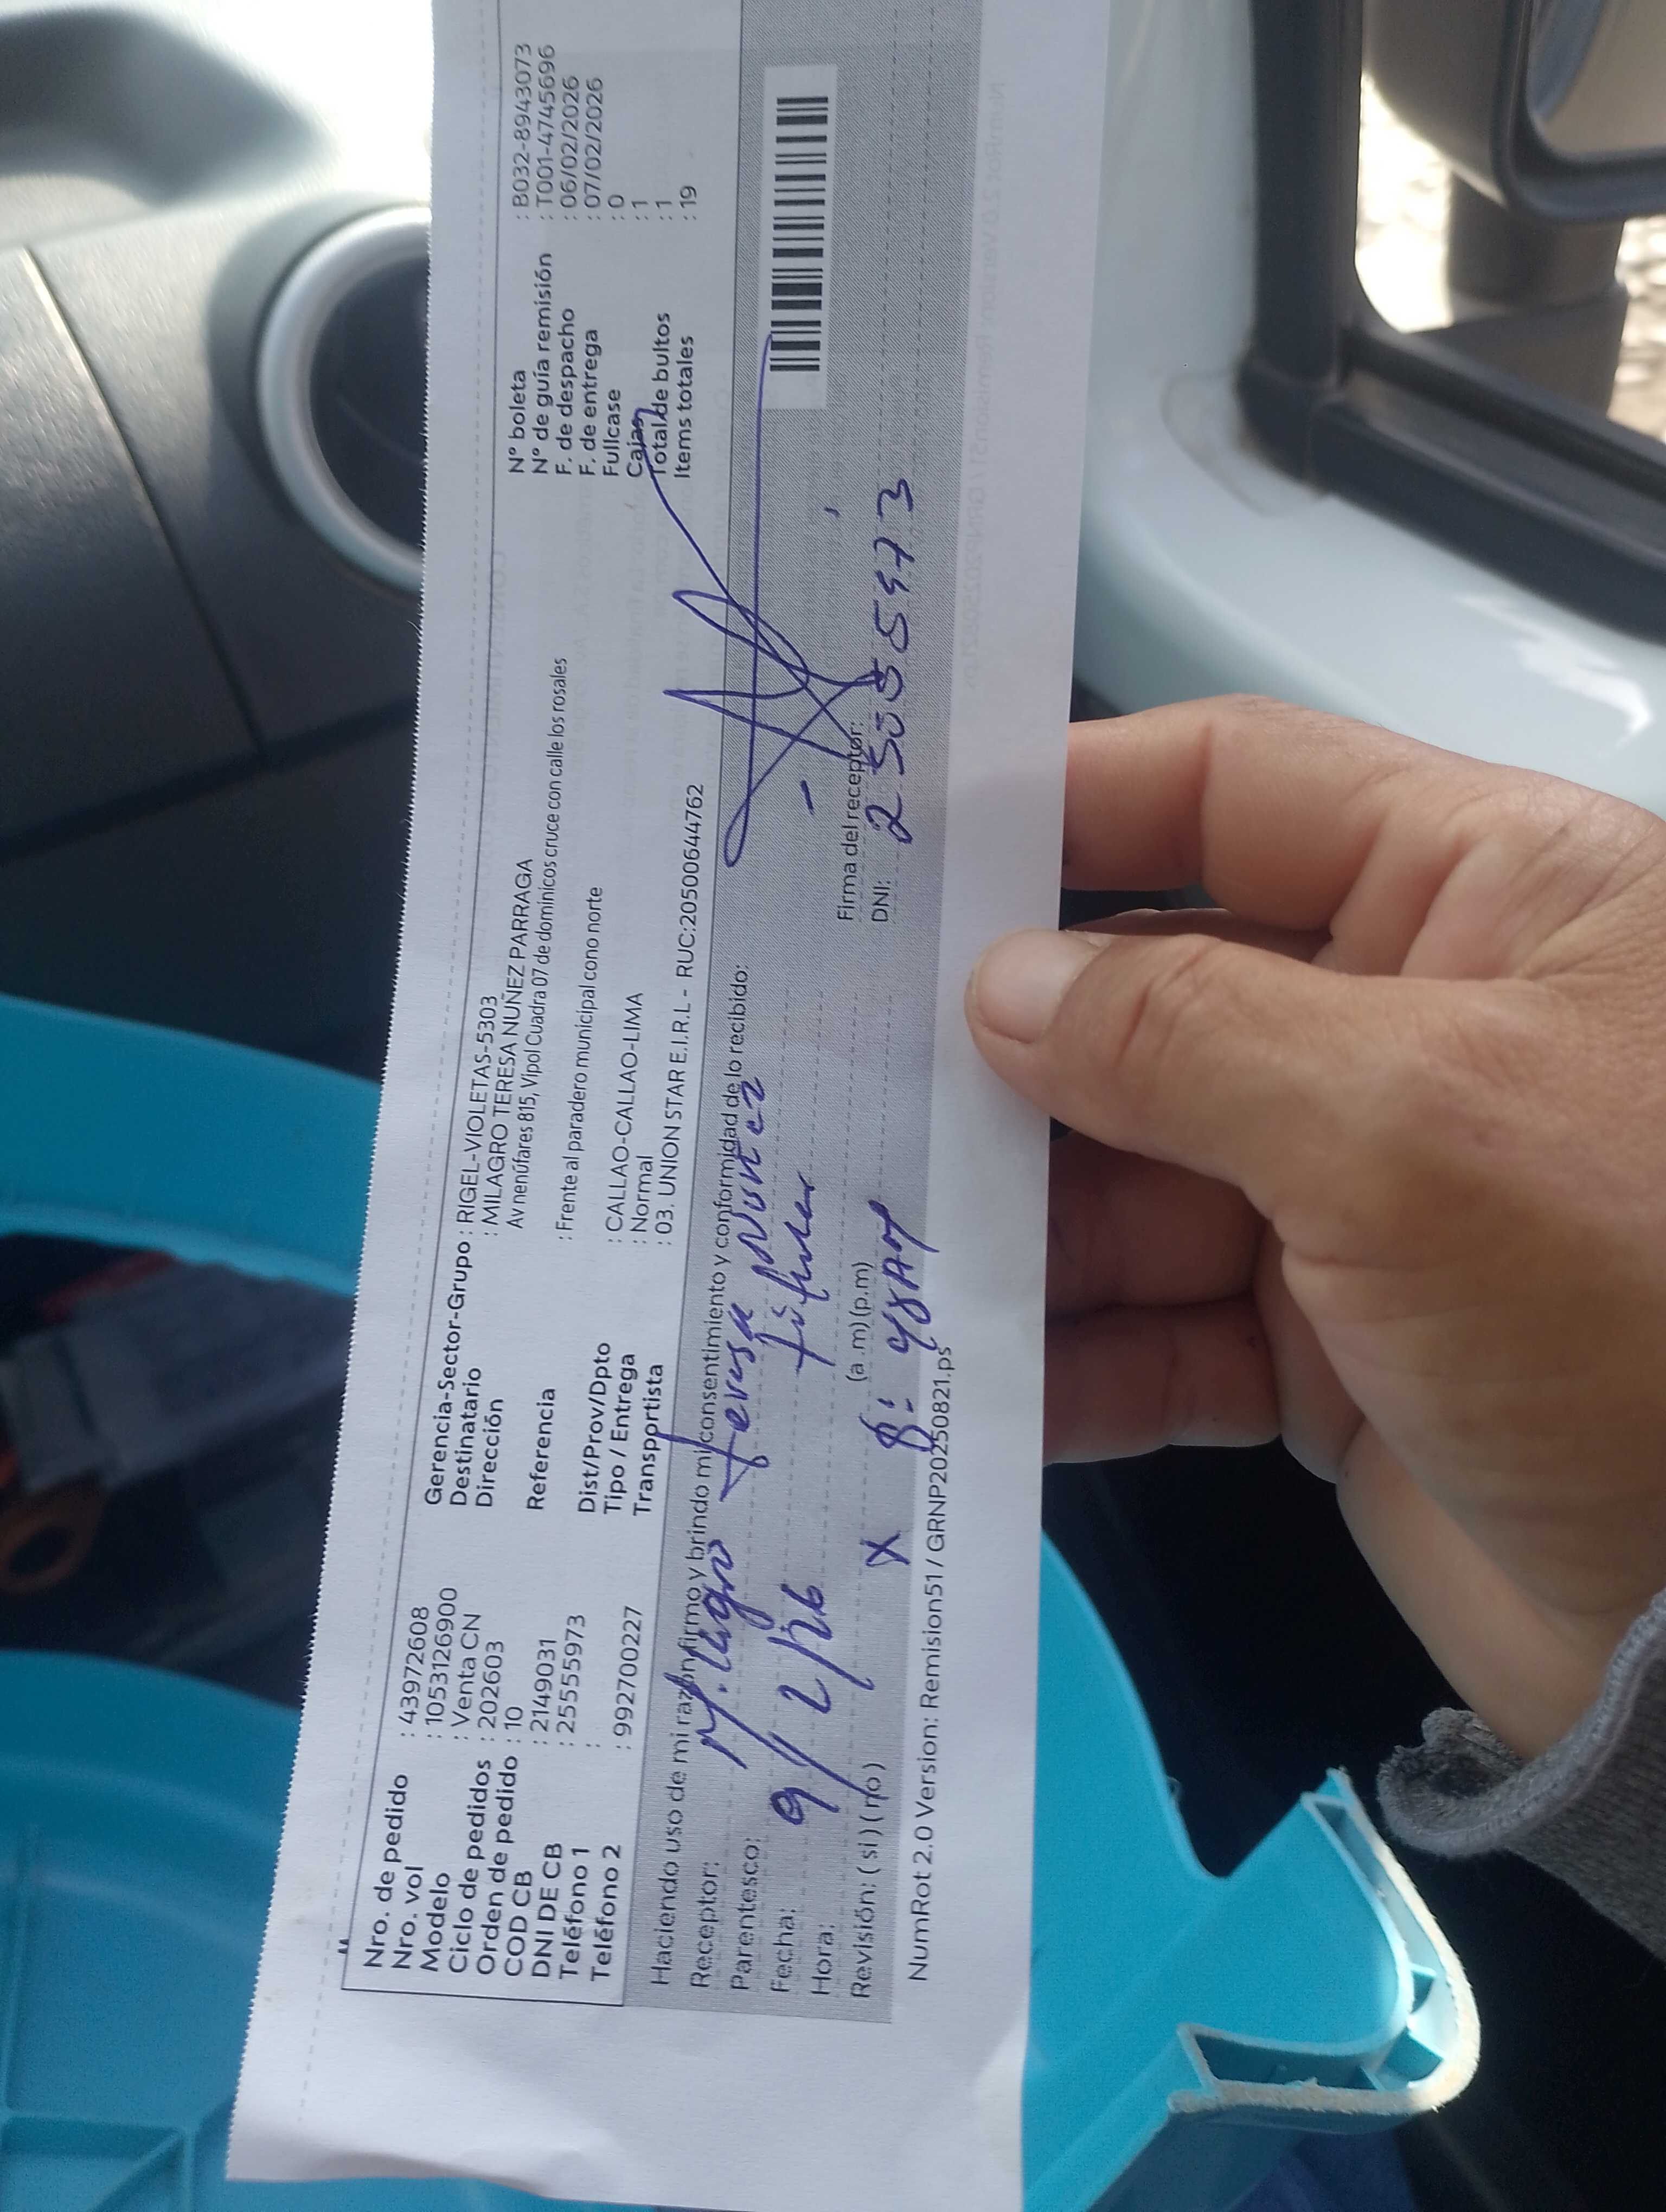 Nro. de pedido : 43972608
Nro. vol : 105312690​0
Modelo : Venta CN
Ciclo de pedidos : 202603
Orden de pedido : 10
COD CB : 2149031
DNI DE CB : 25555973
Teléfono 1 :
Teléfono 2 : 992700227
Gerencia-Sector-Grupo : RIGEL-VIOLETAS-5303
Destinatario : MILAGRO TERESA NUÑEZ PARRAGA
Dirección Av nenúfares 815, Vipol Cuadra 07 de dominicos cruce con calle los rosales
Referencia : Frente al paradero municipal cono norte
Dist/Prov/Dpto : CALLAO-CALLAO-LIMA
Tipo / Entrega : Normal
Transportista : 03. UNION STAR E.I.R.L - RUC:20500644762
N° boleta : B032-8943073
N° de guía remisión : T001-4745696
F. de despacho : 06/02/2026
F. de entrega : 07/02/2026
Fullcase : 0
Cajas : 1
Total de bultos : 1
Items totales : 19
Haciendo uso de mi razón firmo y brindo mi consentimiento y conformidad de lo recibido:
Receptor: Milagro Teresa Nuñez
Parentesco: titular
Fecha: 9/2/26
Hora: (a.m)(p.m) 8:48 AM
Revisión: (si) (no) X
Firma del receptor:
DNI: 25555973
NumRot 2.0 Version: Remision51 / GRNP20250821.ps